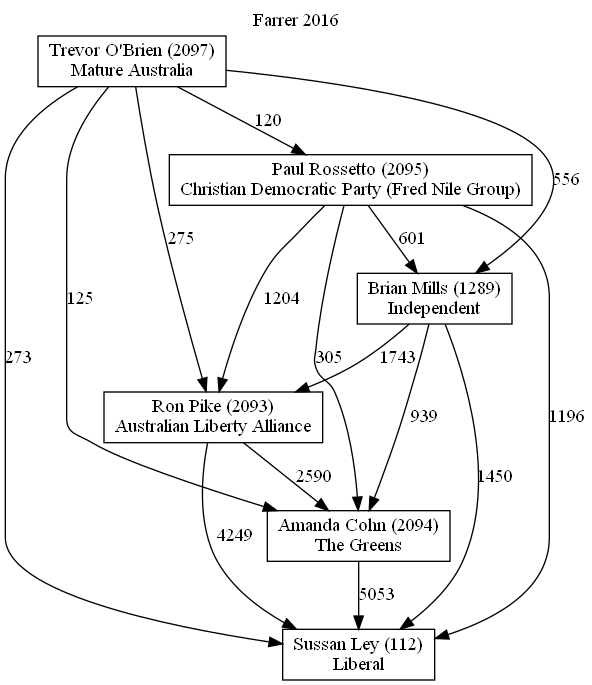 Farrer 2016
Trevor O'Brien (2097)
Mature Australia
120
Paul Rossetto (2095)
Christian Democratic Party (Fred Nile Group)
556
275
601
Brian Mills (1289)
Independent
1204
125
273
305
1743
939
1196
Ron Pike (2093)
Australian Liberty Alliance
2590
1450
4249
Amanda Cohn (2094)
The Greens
5053
Sussan Ley (112)
Liberal